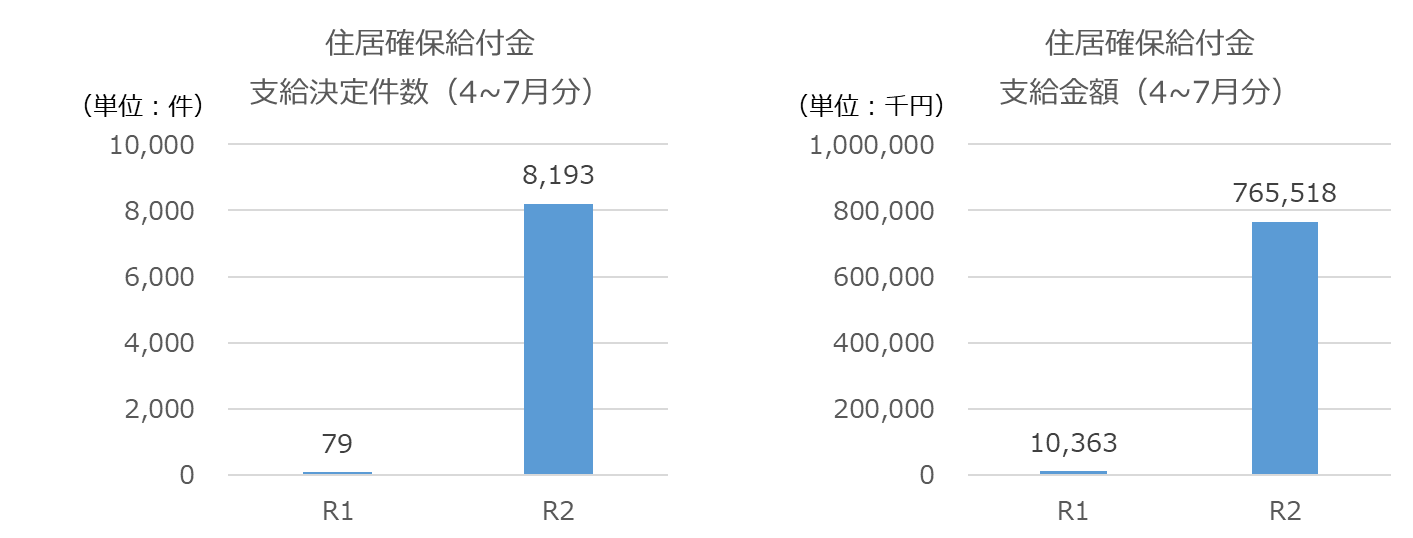 住居確保給付金
支給決定件数（4~7月分）
（単位：件）
10,000
8,000
6,000
4,000
2,000
0
8,193
79
R1 R2
住居確保給付金
支給金額（4~7月分）
（単位：千円）
1,000,000
800,000
600,000
400,000
200,000
0
765,518
10,363
R1 R2